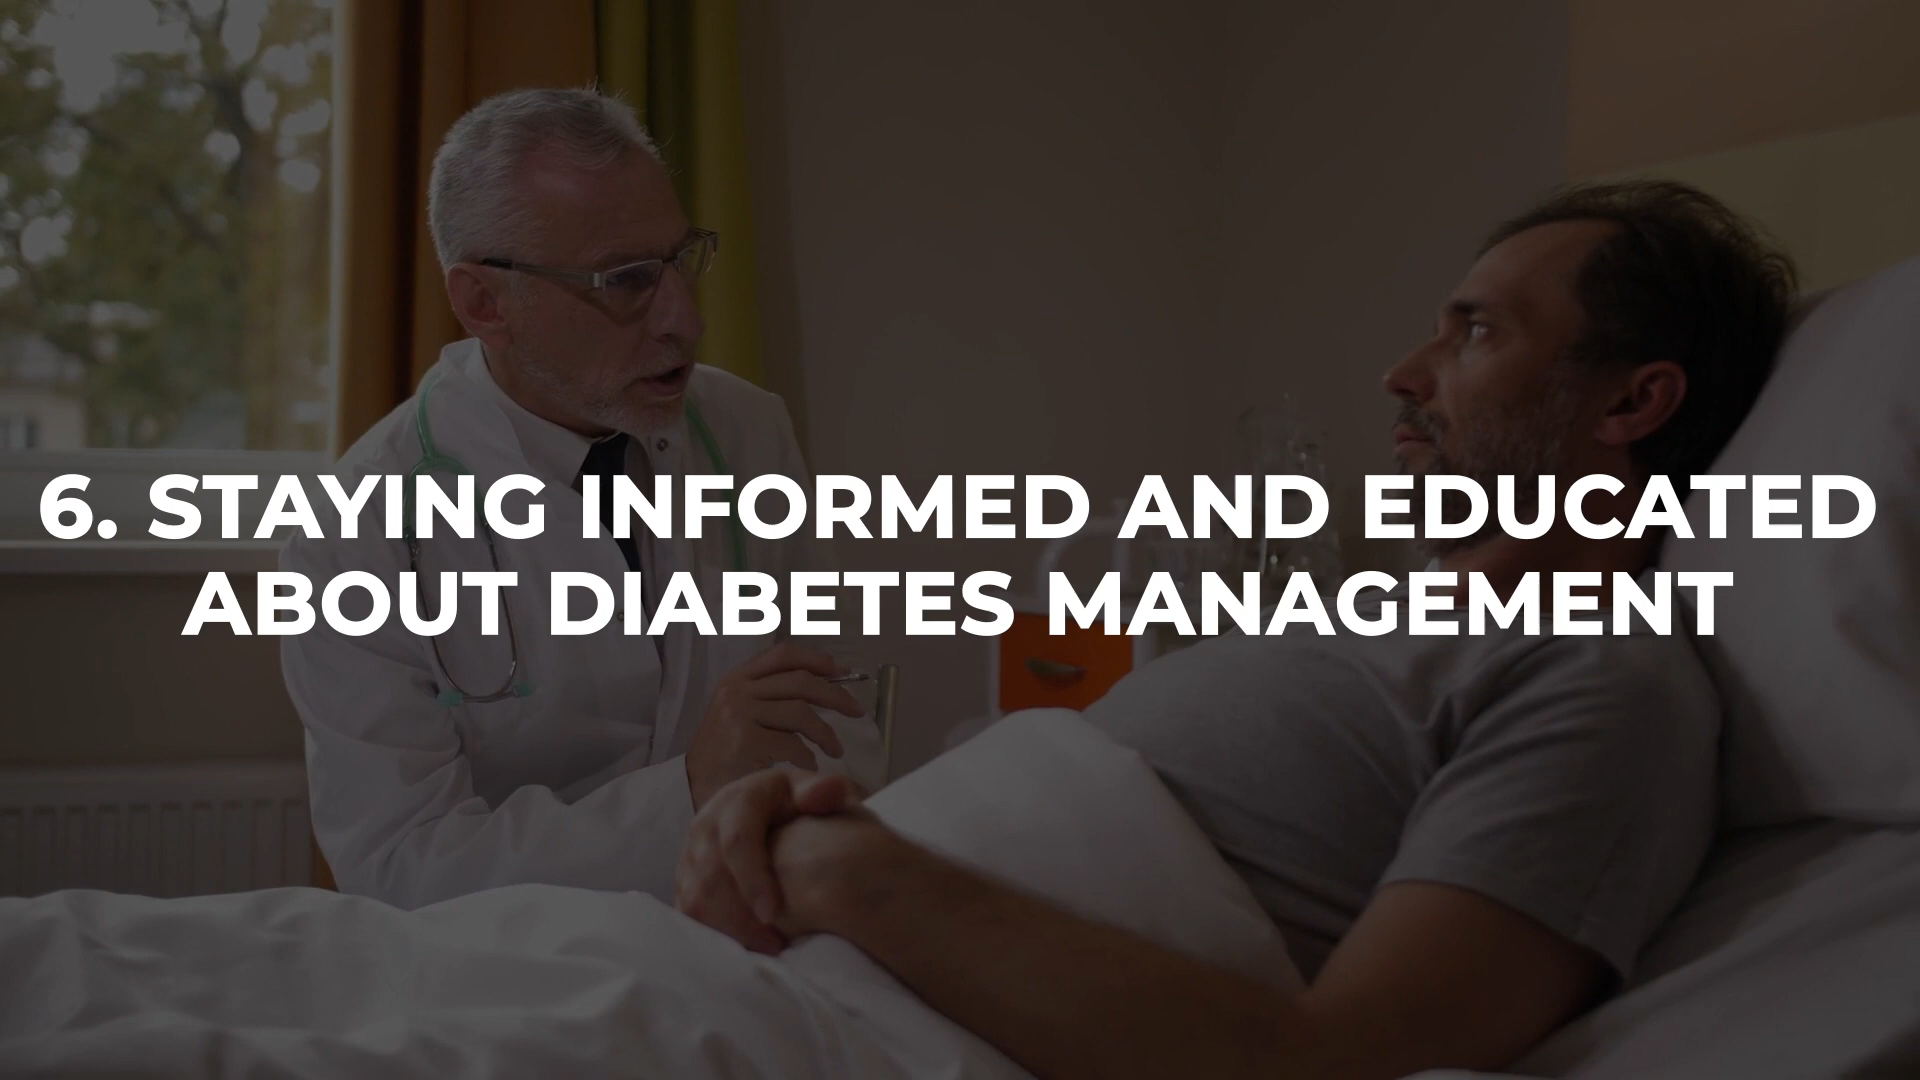 6. STAYING INFORMED AND EDUCATED
ABOUT DIABETES MANAGEMENT